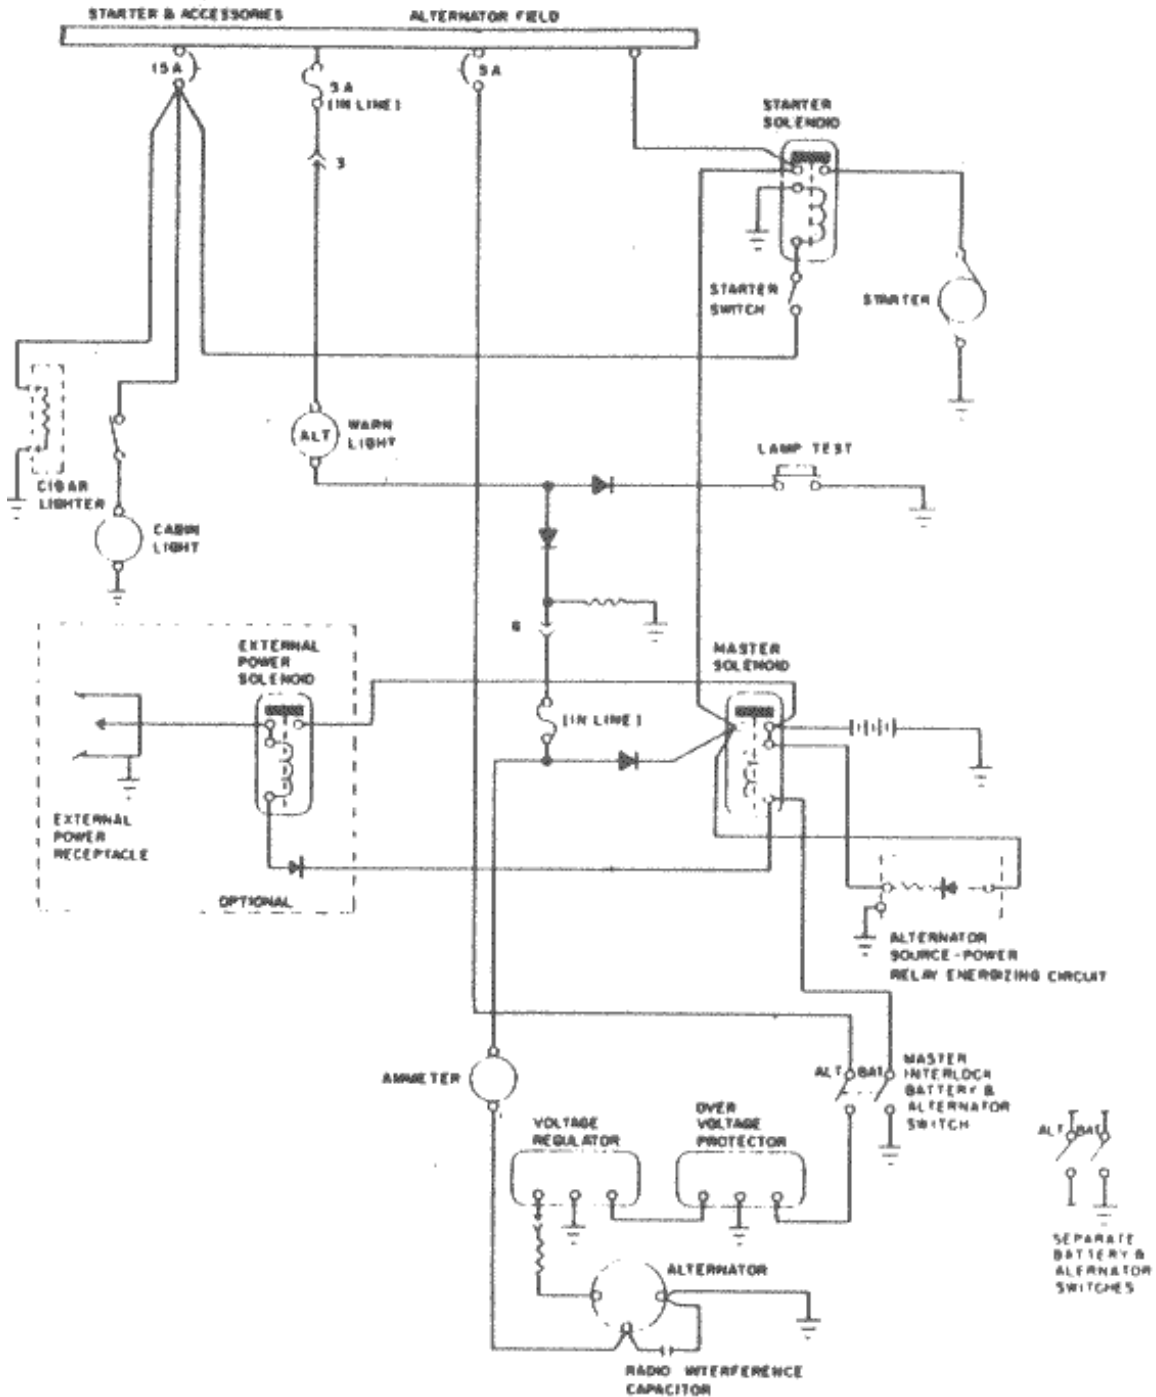 STARTER & ACCESSORIES
ALTERNATOR FIELD
15A
5A
[IN LINE]
5A
3
STARTER
SOLENOID
STARTER
SWITCH
STARTER
ALT
WARN
LIGHT
LAMP TEST
CIGAR
LIGHTER
CABIN
LIGHT
6
EXTERNAL
POWER
SOLENOID
MASTER
SOLENOID
[IN LINE]
EXTERNAL
POWER
RECEPTACLE
OPTIONAL
ALTERNATOR
SOURCE-POWER
RELAY ENERGIZING CIRCUIT
AMMETER
ALT
BAT
MASTER
INTERLOCK
BATTERY &
ALTERNATOR
SWITCH
VOLTAGE
REGULATOR
OVER
VOLTAGE
PROTECTOR
ALT
BAT
SEPARATE
BATTERY &
ALERNATOR
SWITCHES
ALTERNATOR
RADIO INTERFERENCE
CAPACITOR